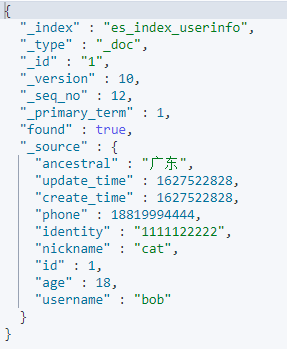 {
  "_index" : "es_index_userinfo",
  "_type" : "_doc",
  "_id" : "1",
  "_version" : 10,
  "_seq_no" : 12,
  "_primary_term" : 1,
  "found" : true,
  "_source" : {
    "ancestral" : "广东",
    "update_time" : 1627522828,
    "create_time" : 1627522828,
    "phone" : 18819994444,
    "identity" : "1111122222",
    "nickname" : "cat",
    "id" : 1,
    "age" : 18,
    "username" : "bob"
  }
}